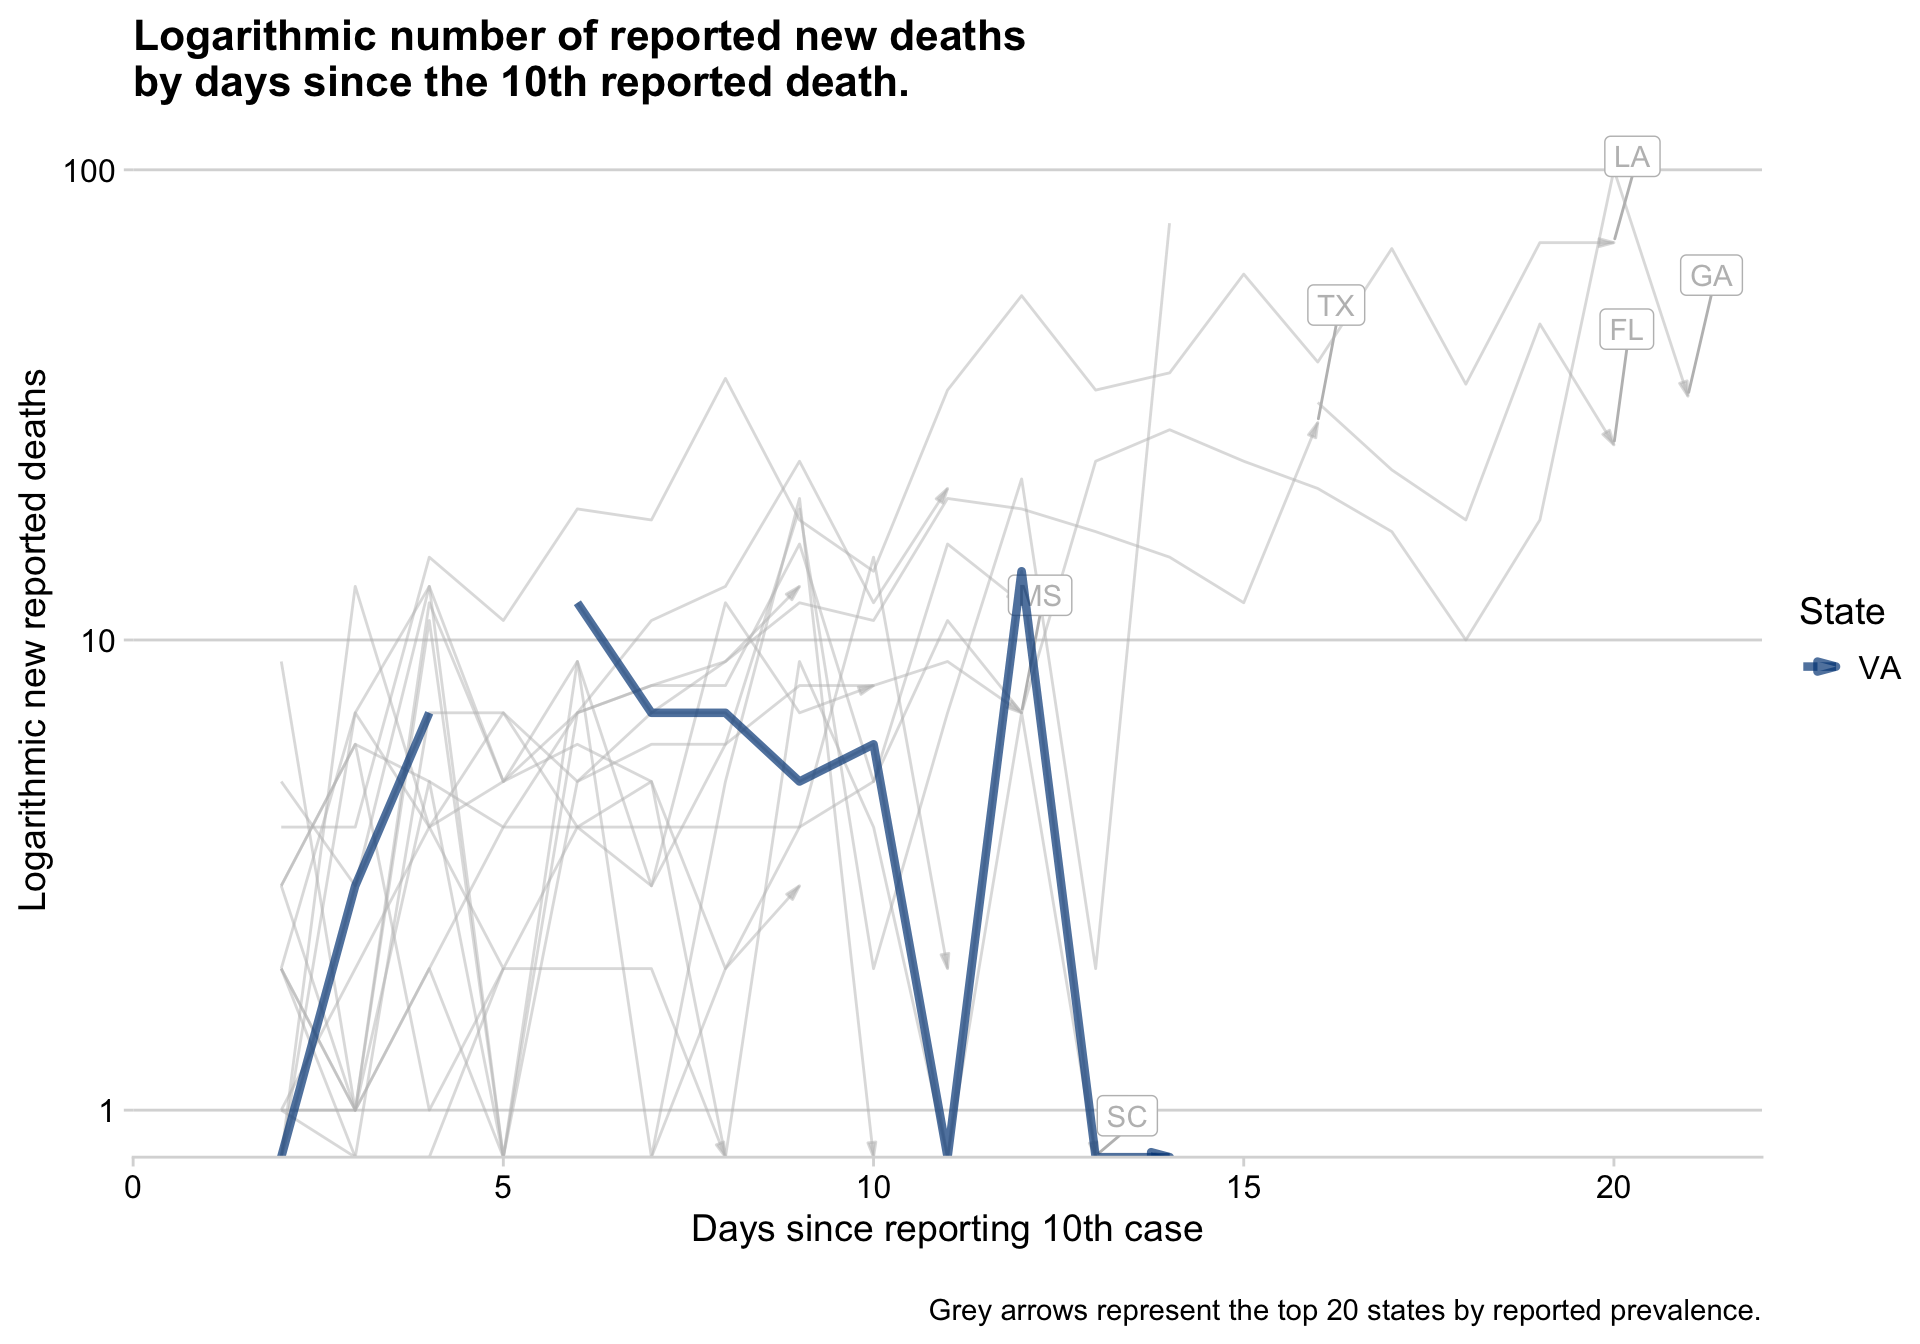 Logarithmic number of reported new deaths
by days since the 10th reported death.
100
10
1
Logarithmic new reported deaths
LA
GA
TX
FL
MS
SC
State
VA
0
5
10
15
20
Days since reporting 10th case
Grey arrows represent the top 20 states by reported prevalence.